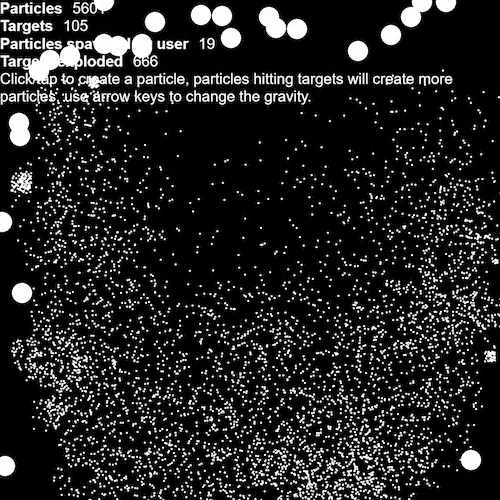 Particles 5601
Targets 105
Particles spawned by user 19
Targets exploded 666
Click/tap to create a particle, particles hitting targets will create more
particles, use arrow keys to change the gravity.